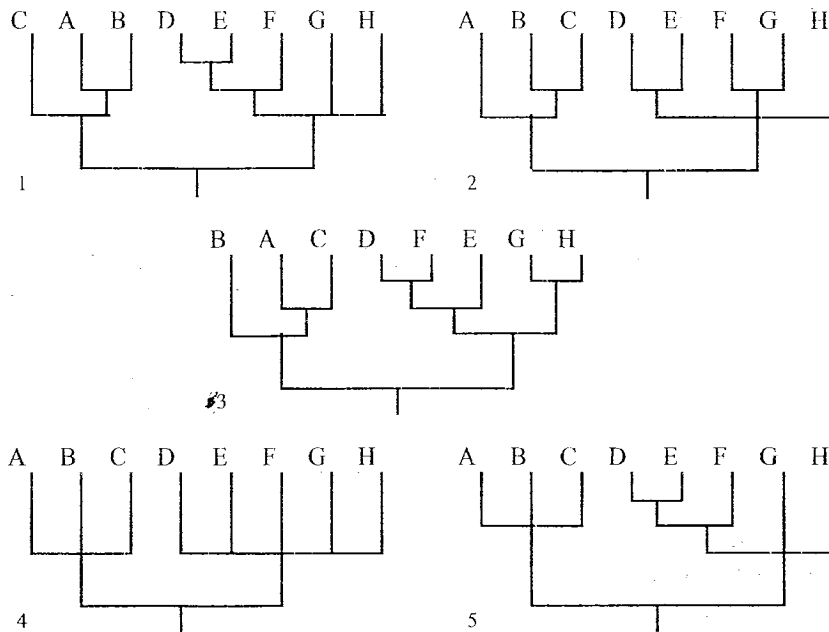 C A B D E F G H
A B C D E F G H
1
2
B A C D F E G H
3
A B C D E F G H
A B C D E F G H
4
5